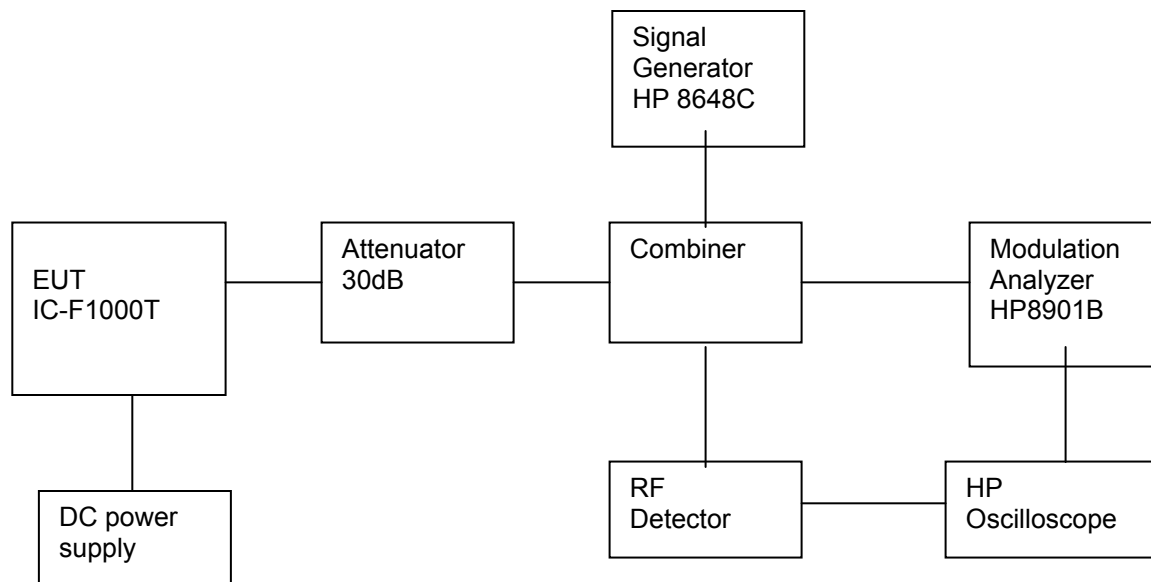 Signal
Generator
HP 8648C
EUT
IC-F1000T
Attenuator
30dB
Combiner
Modulation
Analyzer
HP8901B
DC power
supply
RF
Detector
HP
Oscilloscope